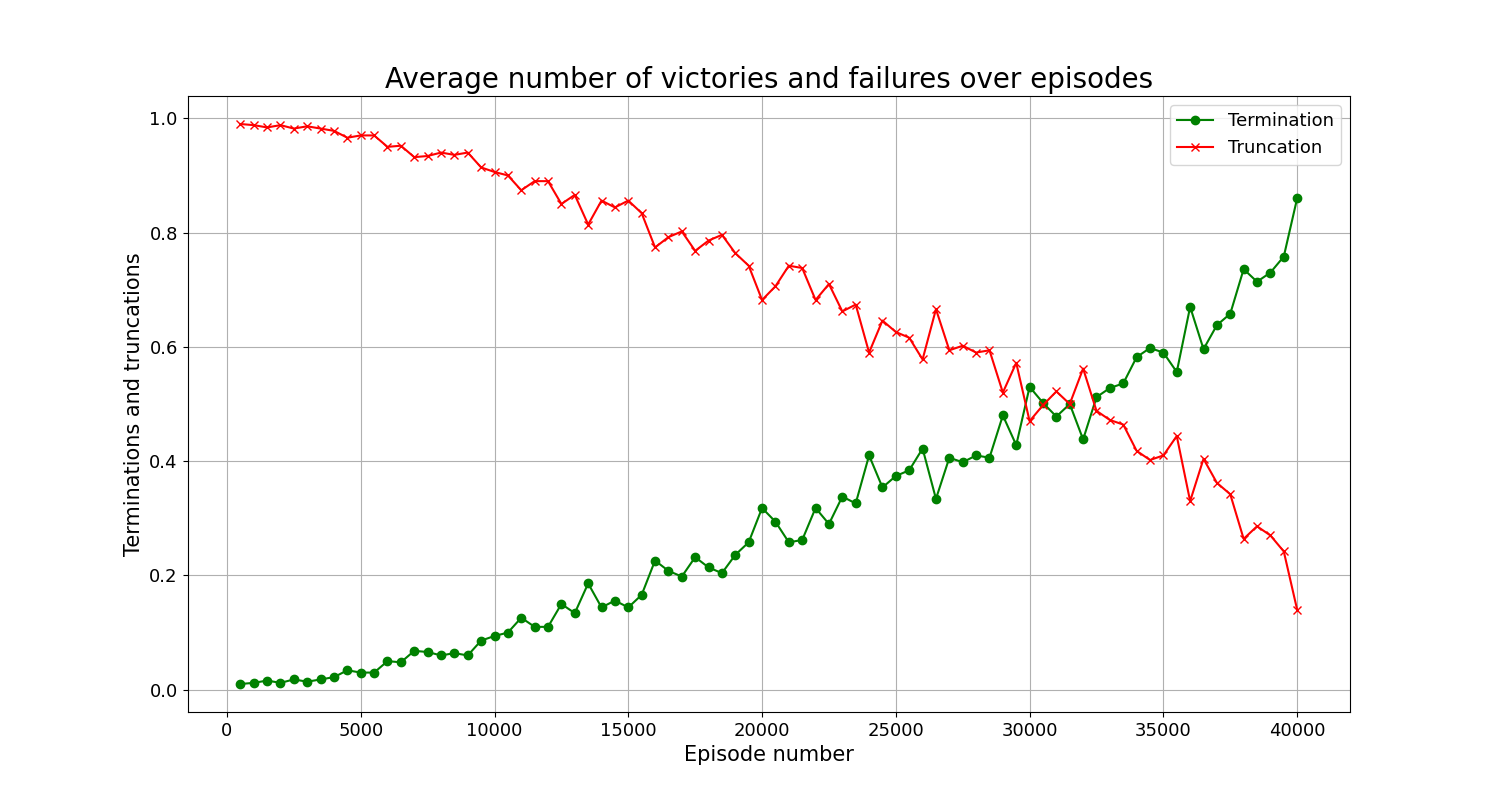 Average number of victories and failures over episodes
Termination
Truncation
Terminations and truncations
1.0
0.8
0.6
0.4
0.2
0.0
0 5000 10000 15000 20000 25000 30000 35000 40000
Episode number